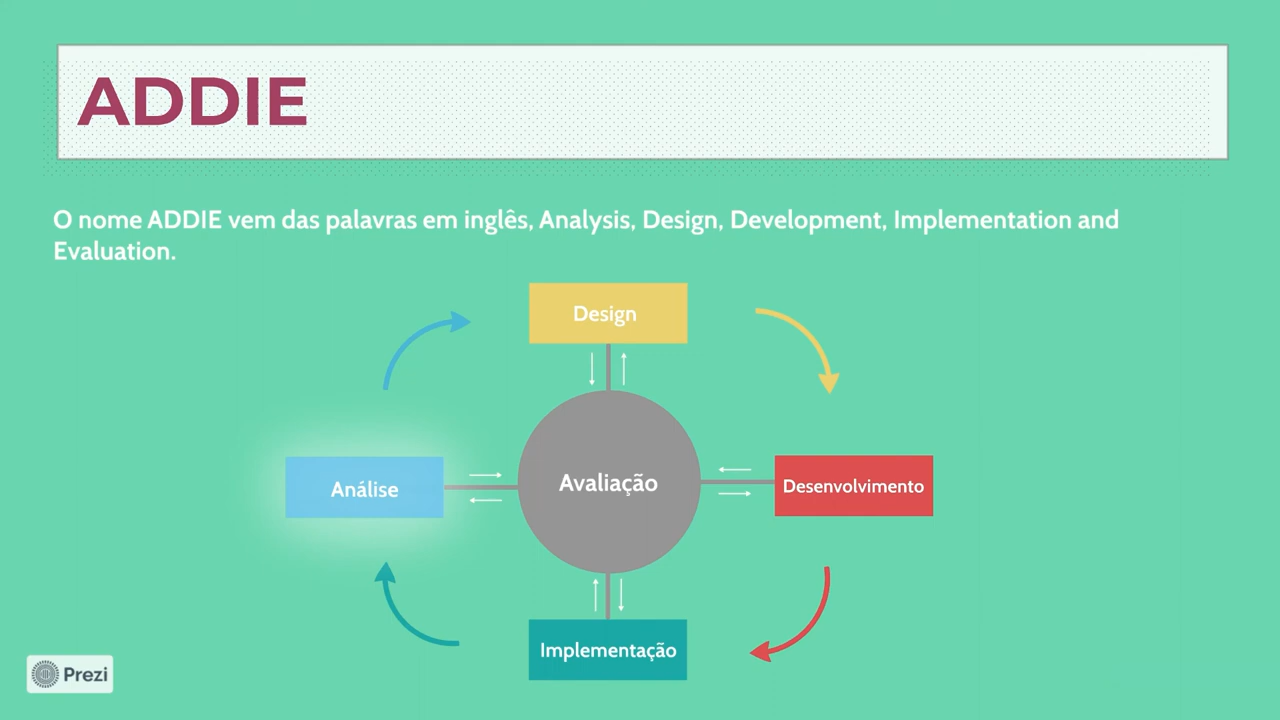 ADDIE
O nome ADDIE vem das palavras em inglês, Analysis, Design, Development, Implementation and
Evaluation.
Design
Análise
Avaliação
Desenvolvimento
Implementação
Prezi